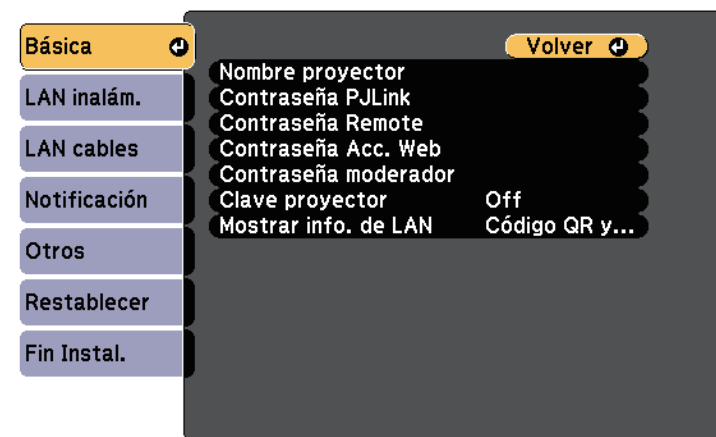 Básica
LAN inalám.
LAN cables
Notificación
Otros
Restablecer
Fin Instal.
Volver
Nombre proyector
Contraseña PJLink
Contraseña Remote
Contraseña Acc. Web
Contraseña moderador
Clave proyector Off
Mostrar info. de LAN Código QR y...